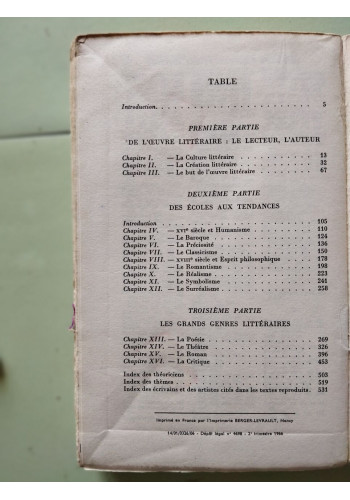 TABLE
Introduction. . . . . . . . . . . . . . . . . . . . 5
PREMIÈRE PARTIE
DE L'ŒUVRE LITTÉRAIRE : LE LECTEUR, L'AUTEUR
Chapitre I. — La Culture littéraire . . . . . . . . . . 13
Chapitre II. — La Création littéraire . . . . . . . . . . 32
Chapitre III. — Le but de l'œuvre littéraire . . . . . . . . 67
DEUXIÈME PARTIE
DES ÉCOLES AUX TENDANCES
Introduction . . . . . . . . . . . . . . . . . . . . 105
Chapitre IV. — XVIe siècle et Humanisme . . . . . . . . 110
Chapitre V. — Le Baroque . . . . . . . . . . . . . 124
Chapitre VI. — La Préciosité . . . . . . . . . . . . . 136
Chapitre VII. — Le Classicisme . . . . . . . . . . . . 150
Chapitre VIII. — XVIIIe siècle et Esprit philosophique . . . . 178
Chapitre IX. — Le Romantisme . . . . . . . . . . . . 198
Chapitre X. — Le Réalisme . . . . . . . . . . . . . 223
Chapitre XI. — Le Symbolisme . . . . . . . . . . . . 241
Chapitre XII. — Le Surréalisme . . . . . . . . . . . . 258
TROISIÈME PARTIE
LES GRANDS GENRES LITTÉRAIRES
Chapitre XIII. — La Poésie . . . . . . . . . . . . . 269
Chapitre XIV. — Le Théâtre . . . . . . . . . . . . . 326
Chapitre XV. — Le Roman . . . . . . . . . . . . . 396
Chapitre XVI. — La Critique . . . . . . . . . . . . . 453
Index des théoriciens . . . . . . . . . . . . . . . . 503
Index des thèmes . . . . . . . . . . . . . . . . . . 519
Index des écrivains et des artistes cités dans les textes reproduits. 531
Imprimé en France par l'Imprimerie BERGER-LEVRAULT, Nancy
Dépôt légal n° 4698 - 2e trimestre 1966